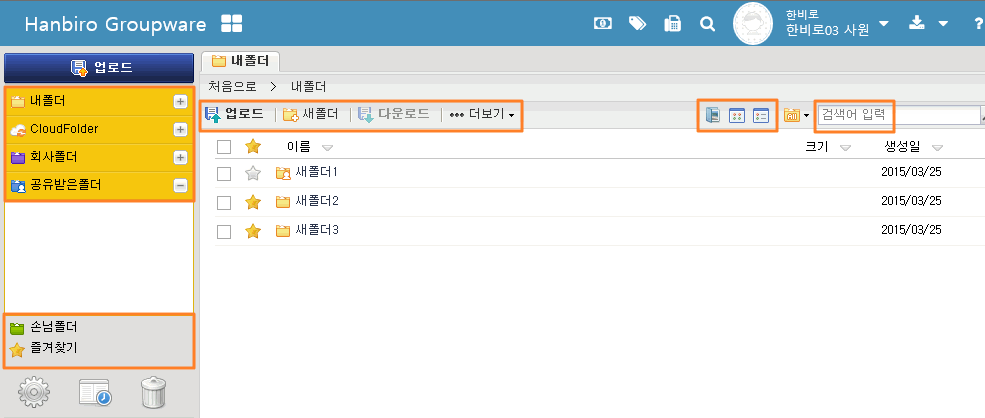 Hanbiro Groupware
한비로
한비로03 사원
?
업로드
내폴더
CloudFolder
회사폴더
공유받은폴더
손님폴더
즐겨찾기
내폴더
처음으로 > 내폴더
업로드 새폴더 다운로드 ••• 더보기
검색어 입력
이름 크기 생성일
새폴더1 2015/03/25
새폴더2 2015/03/25
새폴더3 2015/03/25